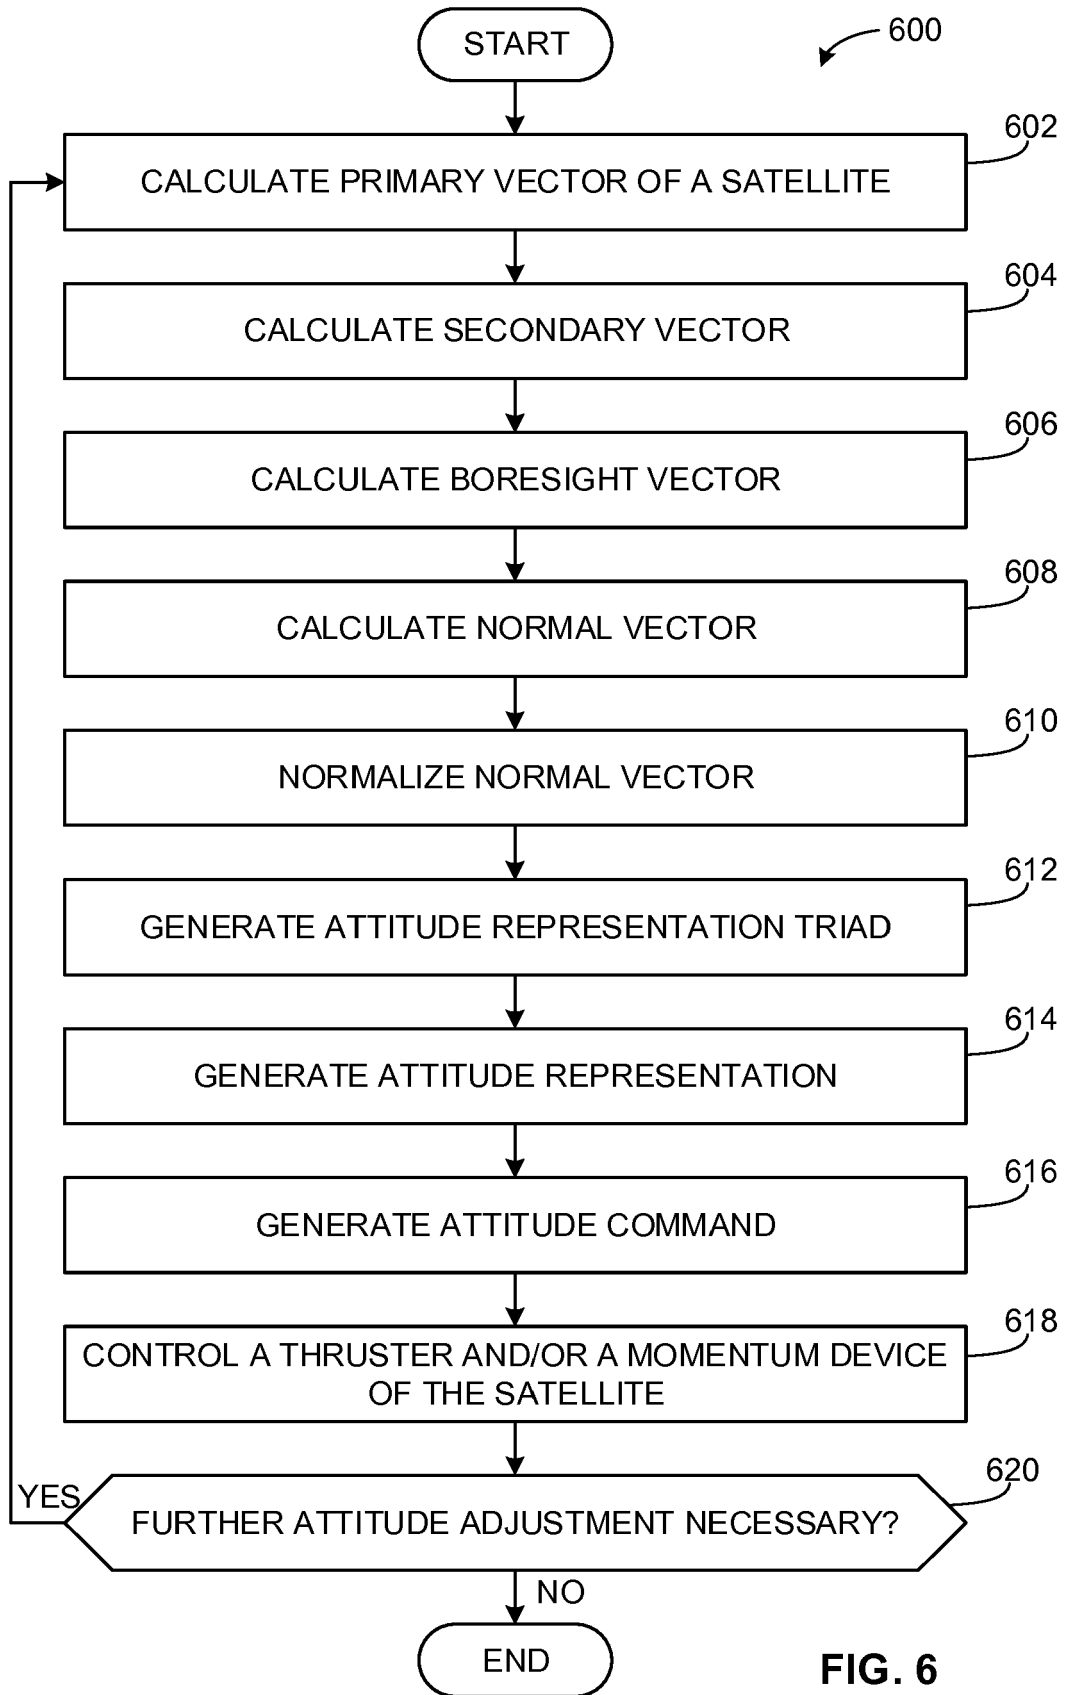 START
600
602
CALCULATE PRIMARY VECTOR OF A SATELLITE
604
CALCULATE SECONDARY VECTOR
606
CALCULATE BORESIGHT VECTOR
608
CALCULATE NORMAL VECTOR
610
NORMALIZE NORMAL VECTOR
612
GENERATE ATTITUDE REPRESENTATION TRIAD
614
GENERATE ATTITUDE REPRESENTATION
616
GENERATE ATTITUDE COMMAND
618
CONTROL A THRUSTER AND/OR A MOMENTUM DEVICE
OF THE SATELLITE
620
YES
FURTHER ATTITUDE ADJUSTMENT NECESSARY?
NO
END
FIG. 6